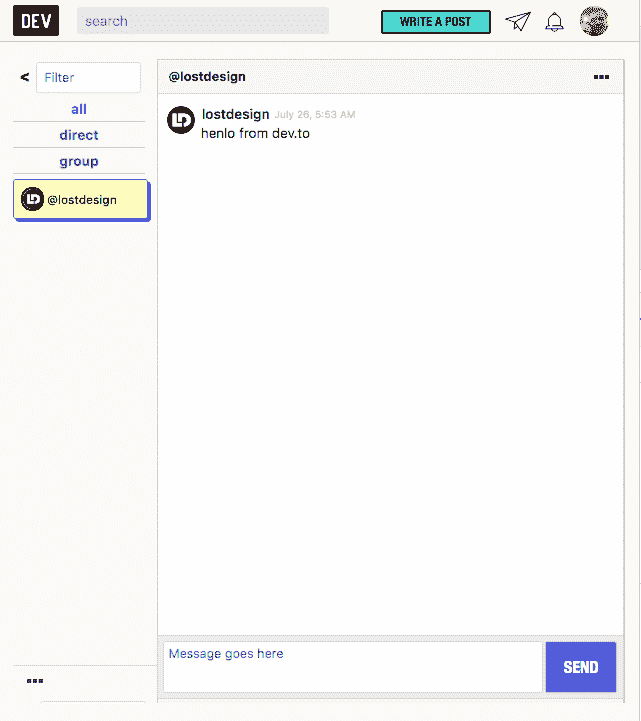 DEV search WRITE A POST
< Filter
all
direct
group
@lostdesign
@lostdesign
lostdesign July 26, 5:53 AM
henlo from dev.to
Message goes here
SEND